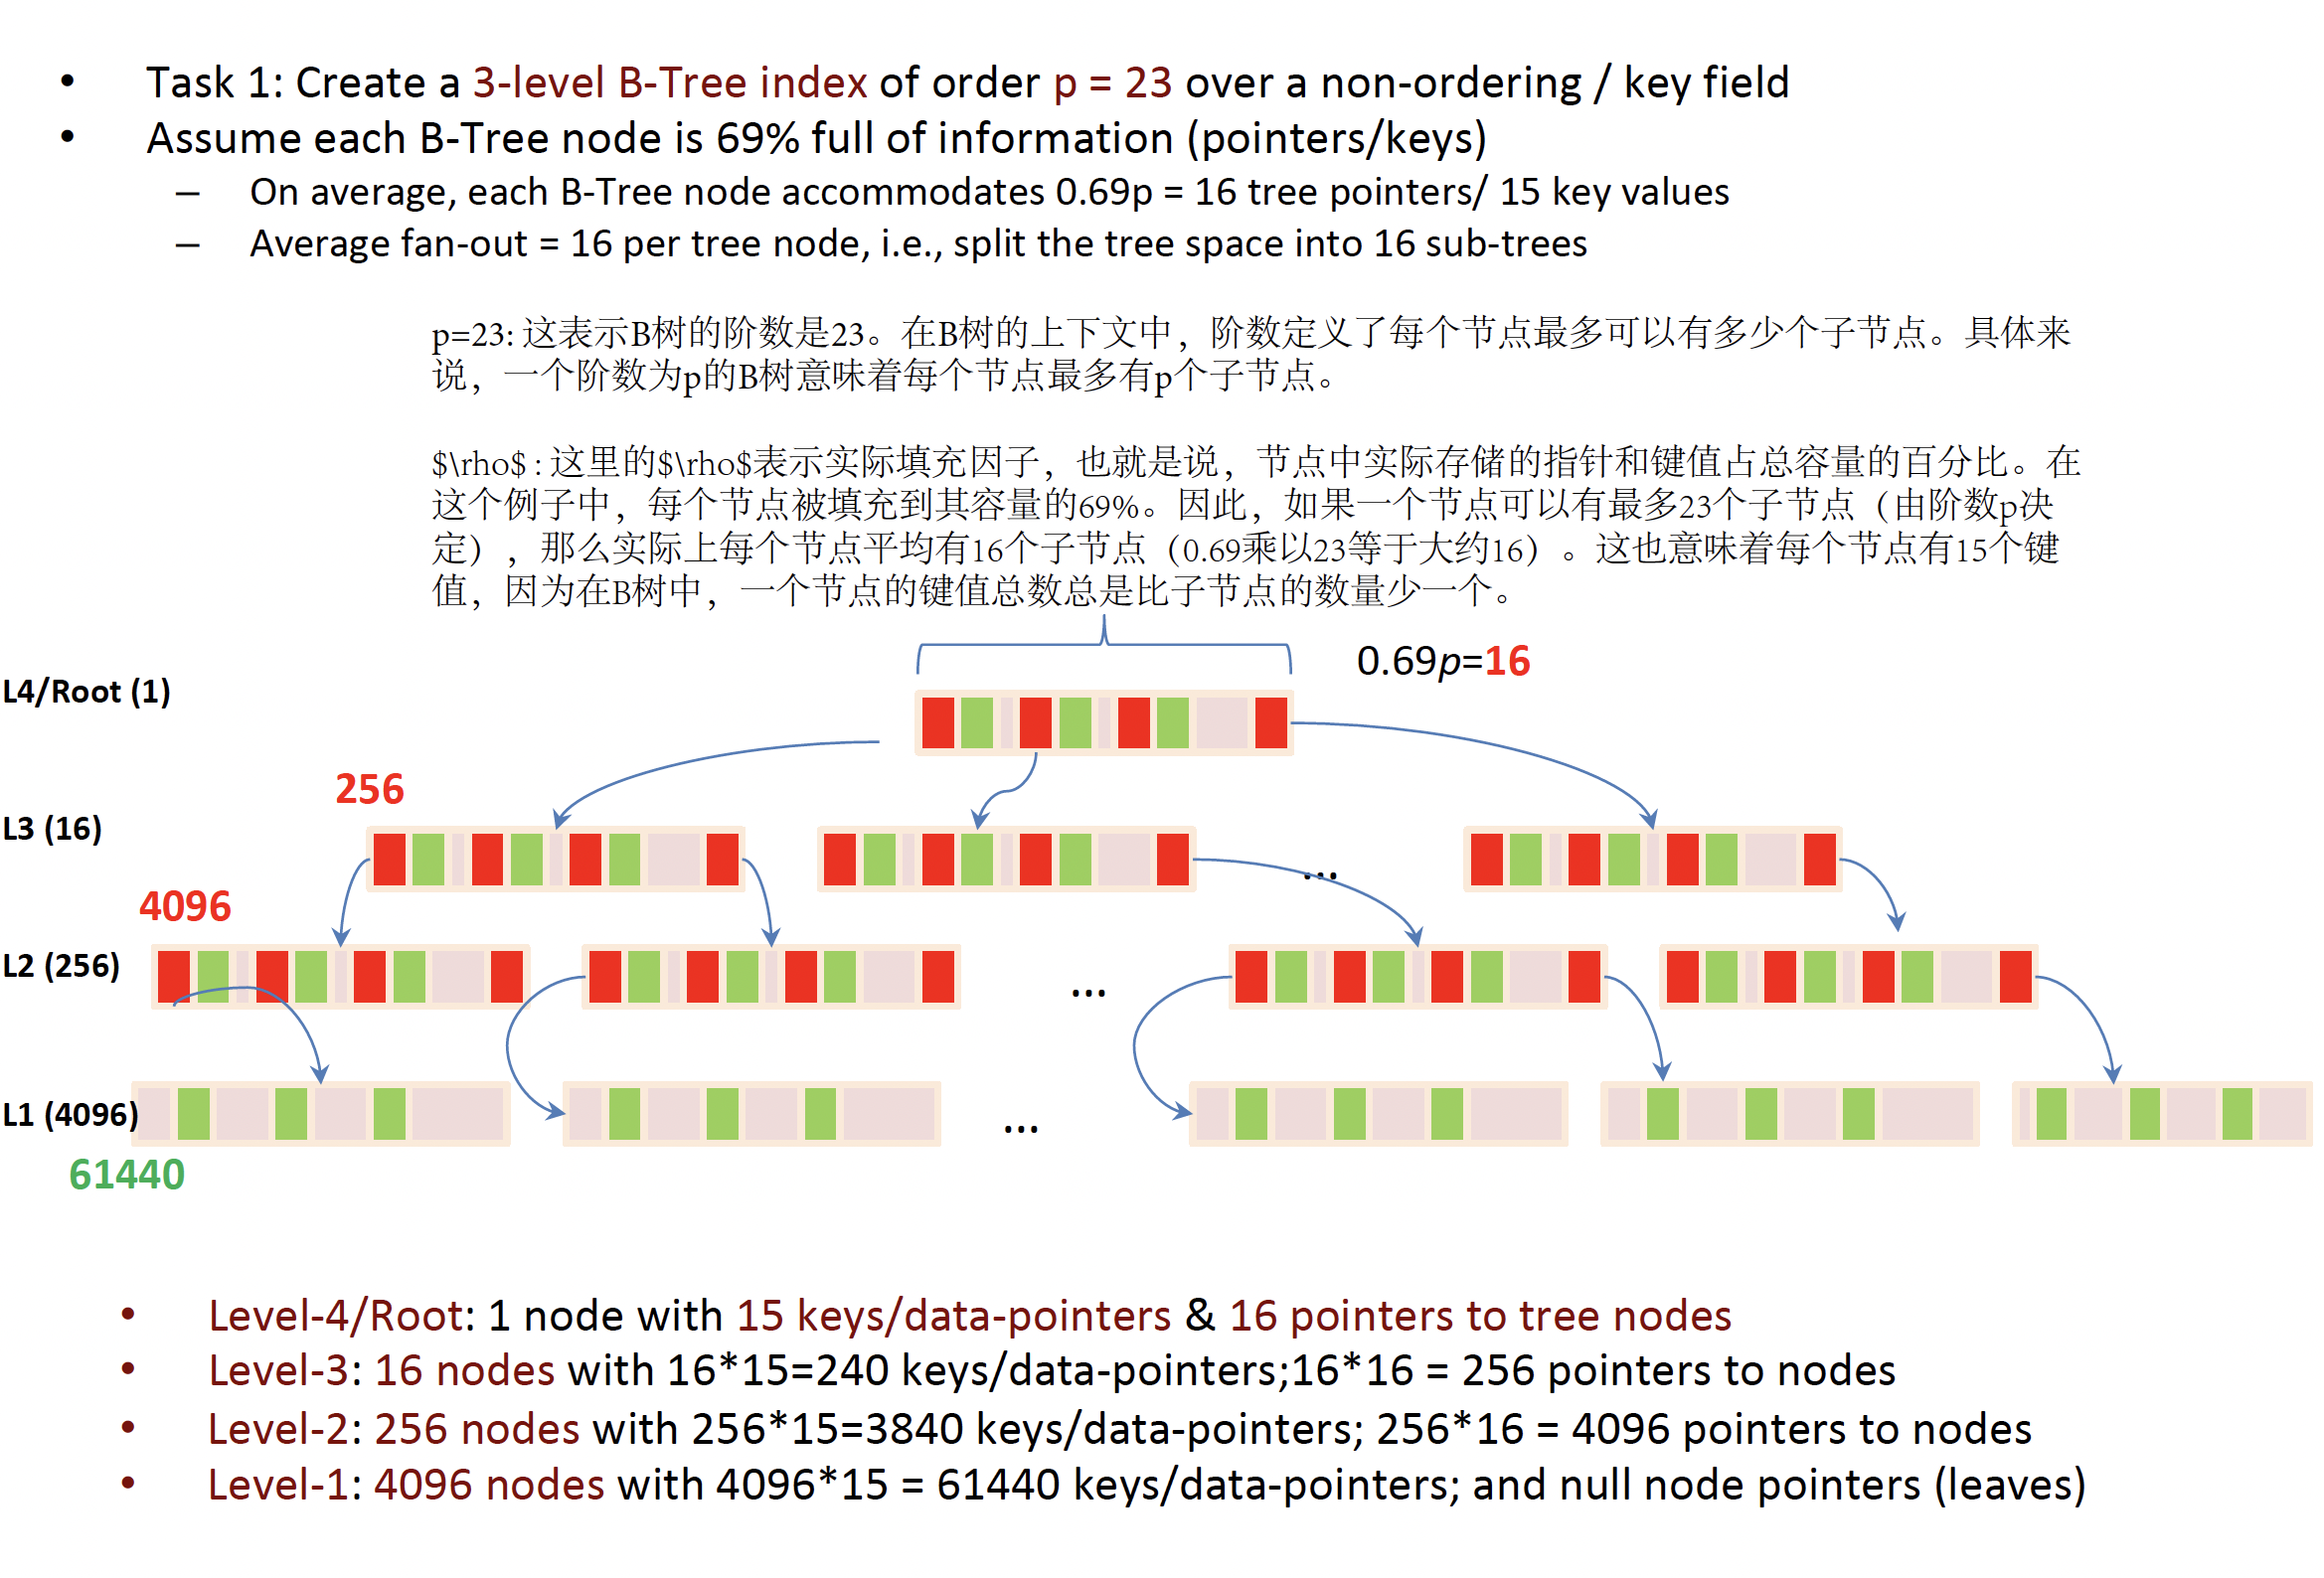 • Task 1: Create a 3-level B-Tree index of order p = 23 over a non-ordering / key field
• Assume each B-Tree node is 69% full of information (pointers/keys)
– On average, each B-Tree node accommodates 0.69p = 16 tree pointers/ 15 key values
– Average fan-out = 16 per tree node, i.e., split the tree space into 16 sub-trees
p=23: 这表示B树的阶数是23。在B树的上下文中，阶数定义了每个节点最多可以有多少个子节点。具体来
说，一个阶数为p的B树意味着每个节点最多有p个子节点。
$\rho$ : 这里的$\rho$表示实际填充因子，也就是说，节点中实际存储的指针和键值占总容量的百分比。在
这个例子中，每个节点被填充到其容量的69%。因此，如果一个节点可以有最多23个子节点（由阶数p决
定），那么实际上每个节点平均有16个子节点（0.69乘以23等于大约16）。这也意味着每个节点有15个键
值，因为在B树中，一个节点的键值总数总是比子节点的数量少一个。
0.69p=16
L4/Root (1)
256
L3 (16)
...
4096
L2 (256)
...
L1 (4096)
...
61440
• Level-4/Root: 1 node with 15 keys/data-pointers & 16 pointers to tree nodes
• Level-3: 16 nodes with 16*15=240 keys/data-pointers;16*16 = 256 pointers to nodes
• Level-2: 256 nodes with 256*15=3840 keys/data-pointers; 256*16 = 4096 pointers to nodes
• Level-1: 4096 nodes with 4096*15 = 61440 keys/data-pointers; and null node pointers (leaves)